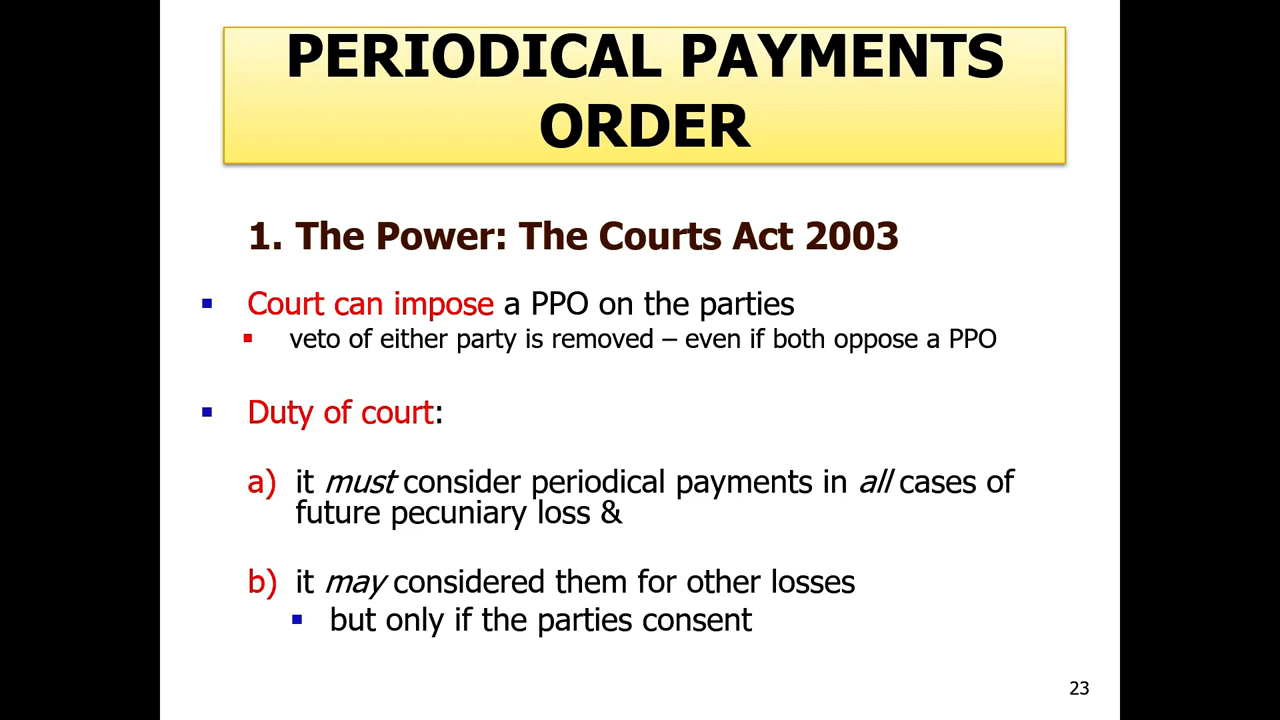 PERIODICAL PAYMENTS
ORDER
1. The Power: The Courts Act 2003
Court can impose a PPO on the parties
veto of either party is removed – even if both oppose a PPO
Duty of court:
a) it must consider periodical payments in all cases of
future pecuniary loss &
b) it may considered them for other losses
but only if the parties consent
23